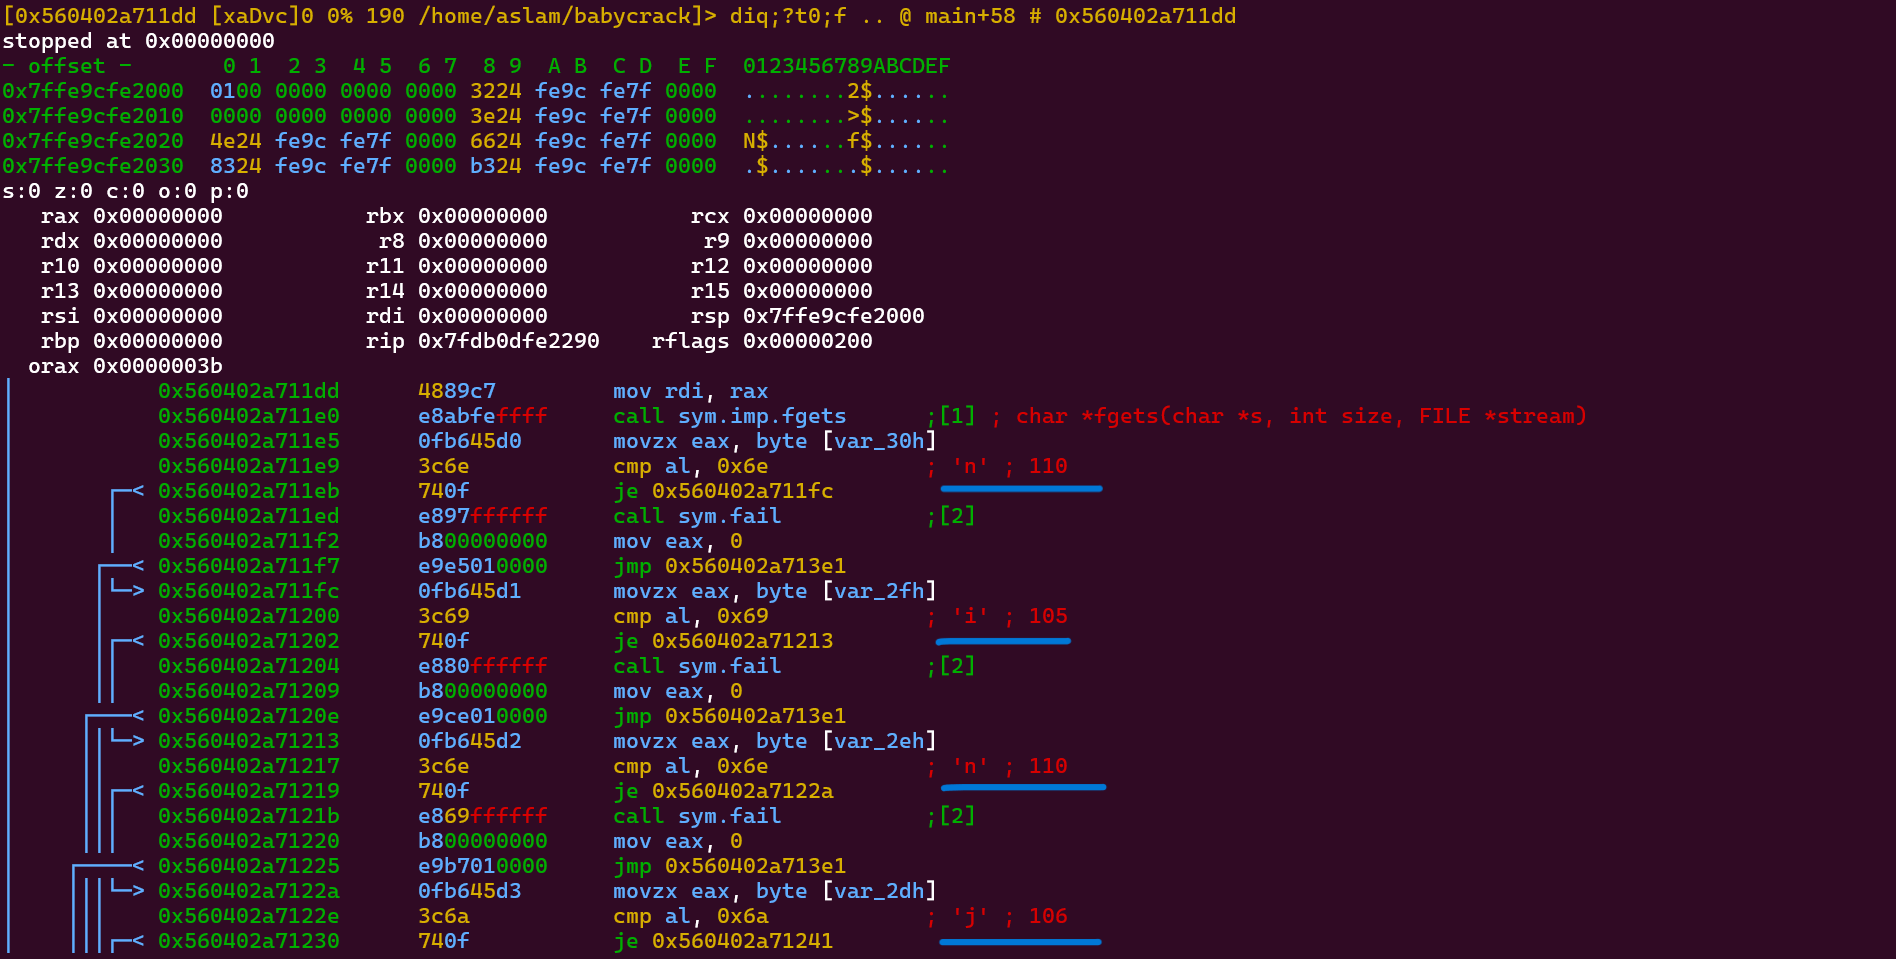 [0x560402a711dd [xaDvc]0 0% 190 /home/aslam/babycrack]> diq;?t0;f .. @ main+58 # 0x560402a711dd
stopped at 0x00000000
- offset -       0 1  2 3  4 5  6 7  8 9  A B  C D  E F  0123456789ABCDEF
0x7ffe9cfe2000  0100 0000 0000 0000 3224 fe9c fe7f 0000  ........2$......
0x7ffe9cfe2010  0000 0000 0000 0000 3e24 fe9c fe7f 0000  ........>$......
0x7ffe9cfe2020  4e24 fe9c fe7f 0000 6624 fe9c fe7f 0000  N$......f$......
0x7ffe9cfe2030  8324 fe9c fe7f 0000 b324 fe9c fe7f 0000  .$.......$......
s:0 z:0 c:0 o:0 p:0
rax 0x00000000 rbx 0x00000000 rcx 0x00000000
rdx 0x00000000 r8 0x00000000 r9 0x00000000
r10 0x00000000 r11 0x00000000 r12 0x00000000
r13 0x00000000 r14 0x00000000 r15 0x00000000
rsi 0x00000000 rdi 0x00000000 rsp 0x7ffe9cfe2000
rbp 0x00000000 rip 0x7fdb0dfe2290 rflags 0x00000200
orax 0x0000003b
0x560402a711dd 4889c7 mov rdi, rax
0x560402a711e0 e8abfeffff call sym.imp.fgets ;[1] ; char *fgets(char *s, int size, FILE *stream)
0x560402a711e5 0fb645d0 movzx eax, byte [var_30h]
0x560402a711e9 3c6e cmp al, 0x6e ; 'n' ; 110
< 0x560402a711eb 740f je 0x560402a711fc
0x560402a711ed e897ffffff call sym.fail ;[2]
0x560402a711f2 b800000000 mov eax, 0
< 0x560402a711f7 e9e5010000 jmp 0x560402a713e1
> 0x560402a711fc 0fb645d1 movzx eax, byte [var_2fh]
0x560402a71200 3c69 cmp al, 0x69 ; 'i' ; 105
< 0x560402a71202 740f je 0x560402a71213
0x560402a71204 e880ffffff call sym.fail ;[2]
0x560402a71209 b800000000 mov eax, 0
< 0x560402a7120e e9ce010000 jmp 0x560402a713e1
> 0x560402a71213 0fb645d2 movzx eax, byte [var_2eh]
0x560402a71217 3c6e cmp al, 0x6e ; 'n' ; 110
< 0x560402a71219 740f je 0x560402a7122a
0x560402a7121b e869ffffff call sym.fail ;[2]
0x560402a71220 b800000000 mov eax, 0
< 0x560402a71225 e9b7010000 jmp 0x560402a713e1
> 0x560402a7122a 0fb645d3 movzx eax, byte [var_2dh]
0x560402a7122e 3c6a cmp al, 0x6a ; 'j' ; 106
< 0x560402a71230 740f je 0x560402a71241